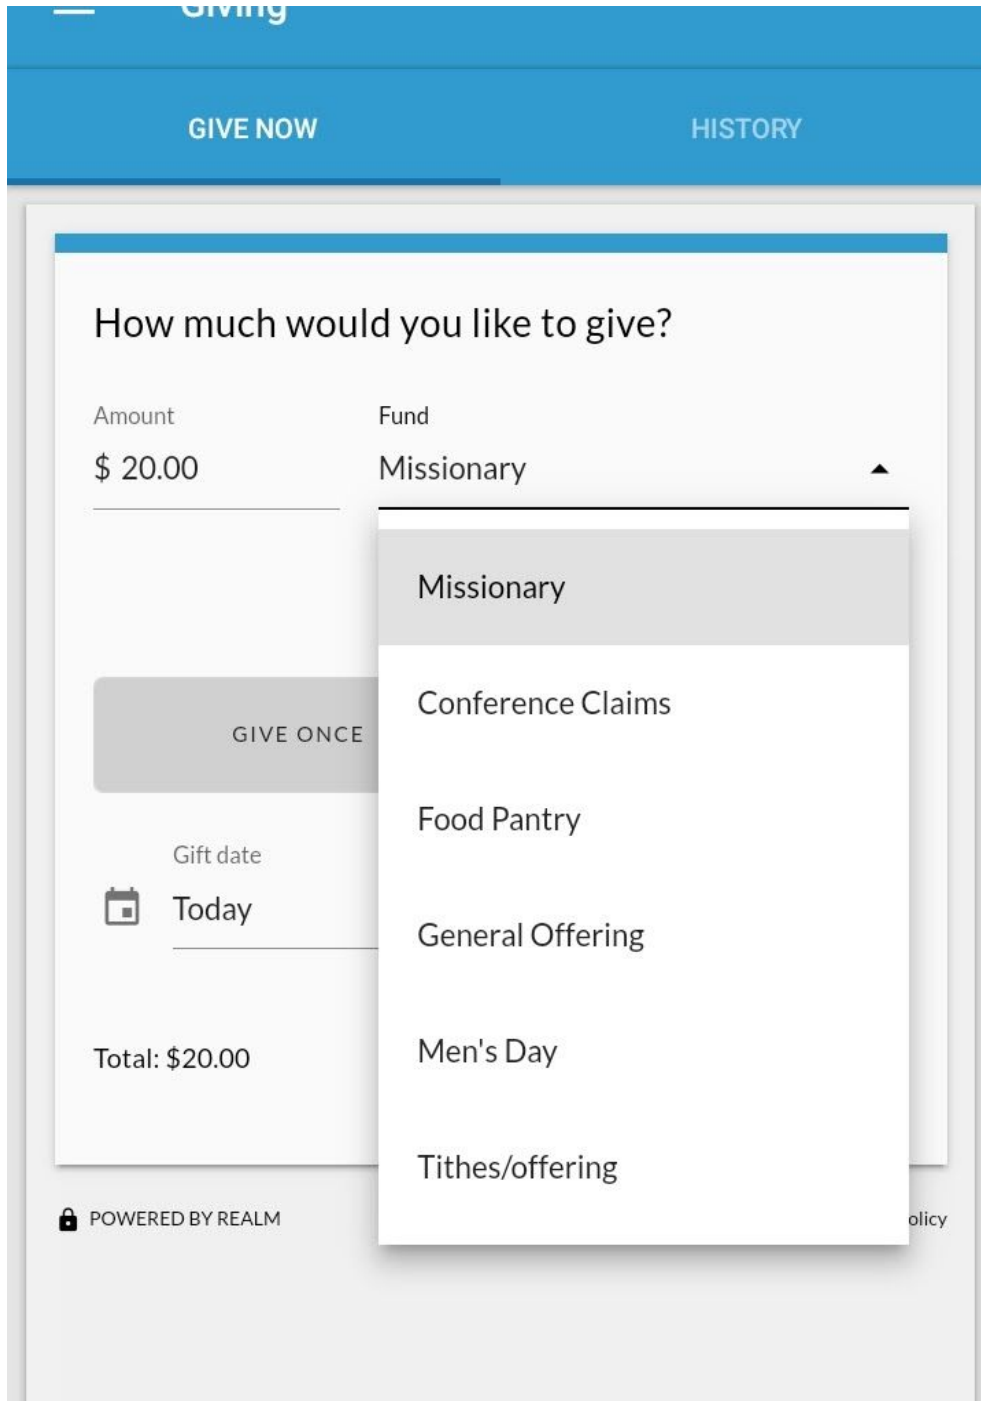 Giving
GIVE NOW
HISTORY
How much would you like to give?
Amount
Fund
$ 20.00
Missionary
Missionary
Conference Claims
Food Pantry
General Offering
Men's Day
Tithes/offering
GIVE ONCE
Gift date
Today
Total: $20.00
POWERED BY REALM